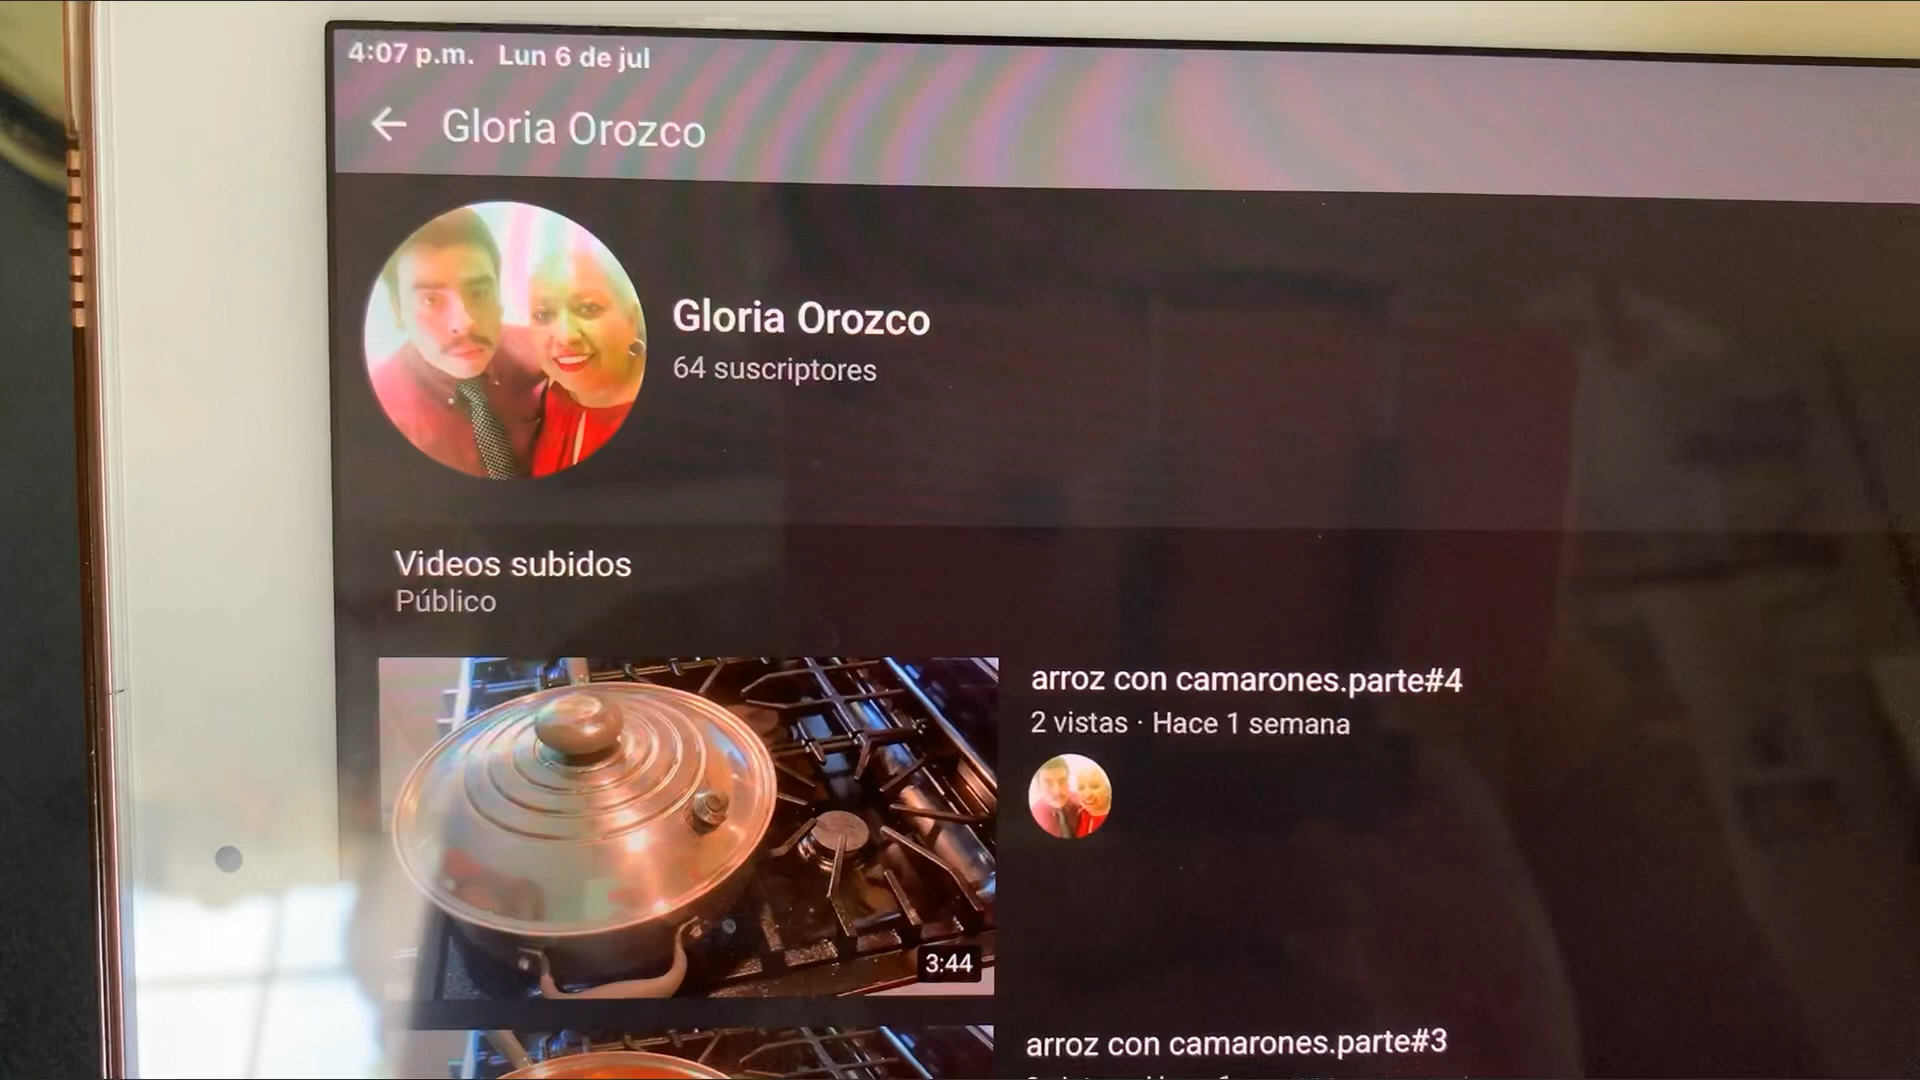 4:07 p.m. Lun 6 de jul
Gloria Orozco
Gloria Orozco
64 suscriptores
Videos subidos
Público
arroz con camarones.parte#4
2 vistas · Hace 1 semana
3:44
arroz con camarones.parte#3